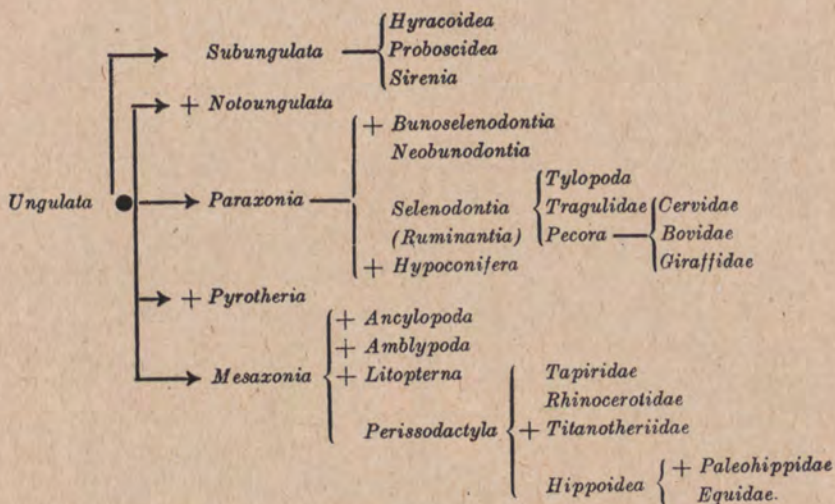 Hyracoidea
Subungulata Proboscidea
Sirenia
+ Notoungulata
+ Bunoselenodontia
Neobunodontia
Tylopoda
Ungulata Paraxonia Selenodontia Tragulidae Cervidae
(Ruminantia) Pecora Bovidae
+ Hypoconifera Giraffidae
+ Pyrotheria
+ Ancylopoda
+ Amblypoda
Mesaxonia + Litopterna
Tapiridae
Rhinocerotidae
Perissodactyla + Titanotheriidae
Hippoidea + Paleohippidae
Equidae.